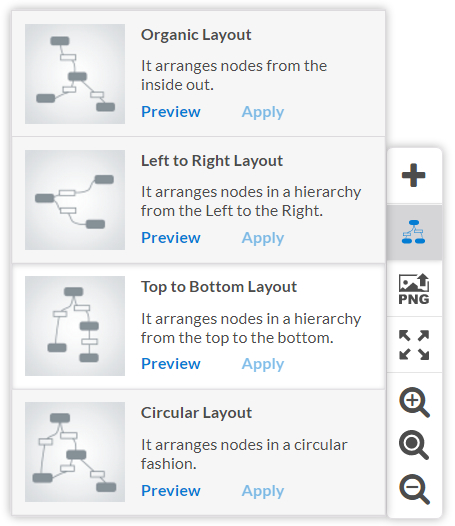 Organic Layout
It arranges nodes from the
inside out.
Preview Apply
Left to Right Layout
It arranges nodes in a hierarchy
from the Left to the Right.
Preview Apply
Top to Bottom Layout
It arranges nodes in a hierarchy
from the top to the bottom.
Preview Apply
Circular Layout
It arranges nodes in a circular
fashion.
Preview Apply
PNG